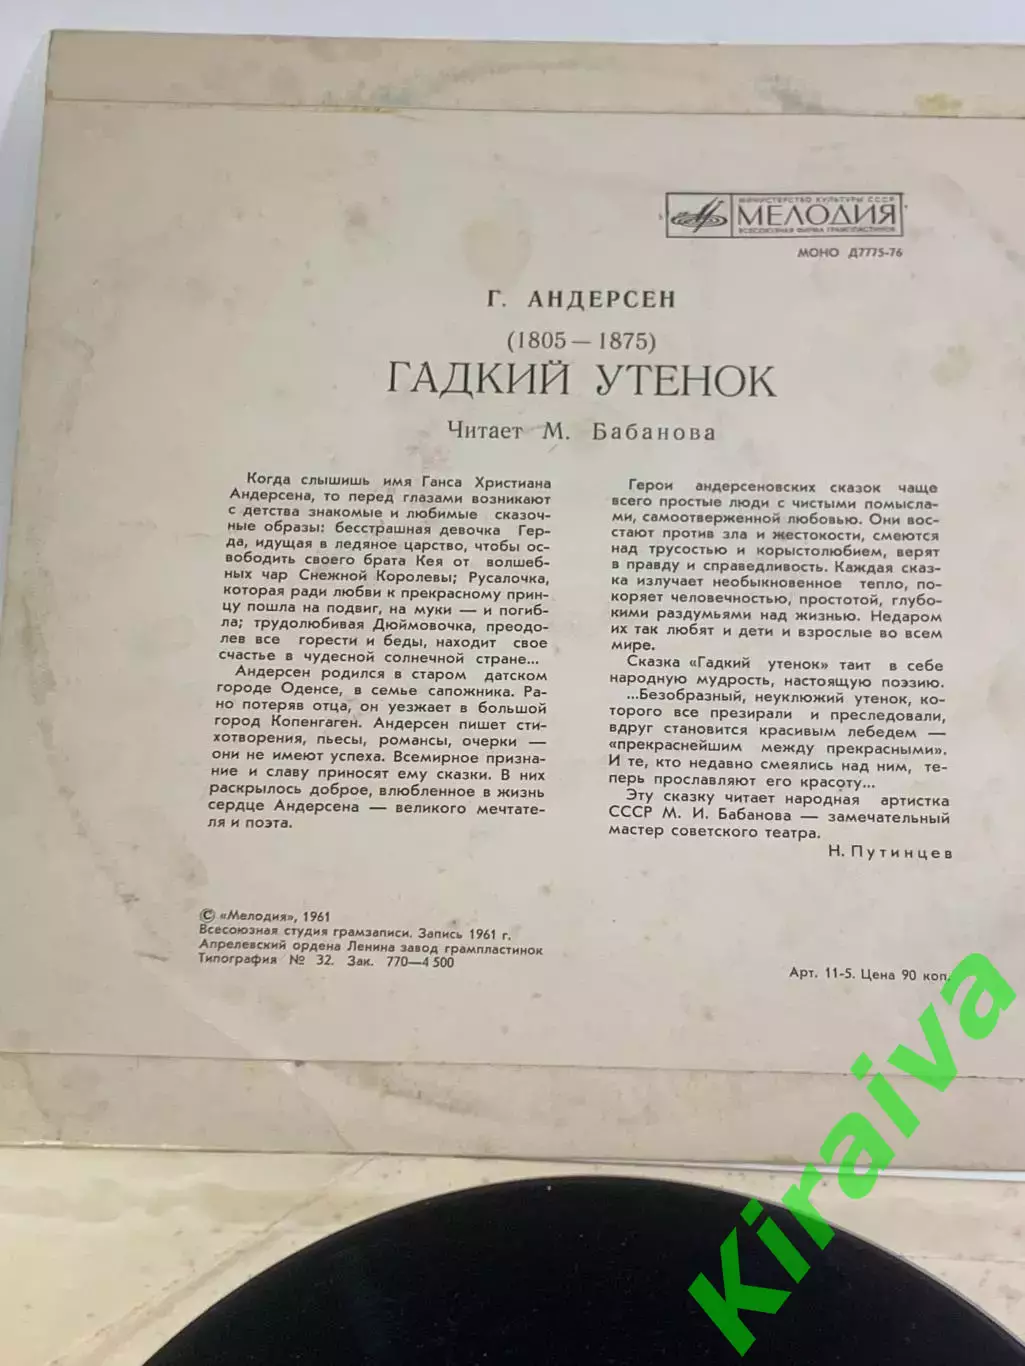 МИНИСТЕРСТВО КУЛЬТУРЫ СССР
МЕЛОДИЯ
ВСЕСОЮЗНАЯ ФИРМА ГРАМПЛАСТИНОК
МОНО Д7775-76
Г. АНДЕРСЕН
(1805 — 1875)
ГАДКИЙ УТЕНОК
Читает М. Бабанова
Когда слышишь имя Ганса Христиана
Андерсена, то перед глазами возникают
с детства знакомые и любимые сказоч-
ные образы: бесстрашная девочка Гер-
да, идущая в ледяное царство, чтобы ос-
вободить своего брата Кея от волшеб-
ных чар Снежной Королевы; Русалочка,
которая ради любви к прекрасному прин-
цу пошла на подвиг, на муки — и погиб-
ла; трудолюбивая Дюймовочка, преодо-
лев все горести и беды, находит свое
счастье в чудесной солнечной стране...
Андерсен родился в старом датском
городе Оденсе, в семье сапожника. Ра-
но потеряв отца, он уезжает в большой
город Копенгаген. Андерсен пишет сти-
хотворения, пьесы, романсы, очерки —
они не имеют успеха. Всемирное призна-
ние и славу приносят ему сказки. В них
раскрылось доброе, влюбленное в жизнь
сердце Андерсена — великого мечтате-
ля и поэта.
Герои андерсеновских сказок чаще
всего простые люди с чистыми помысла-
ми, самоотверженной любовью. Они вос-
стают против зла и жестокости, смеются
над трусостью и корыстолюбием, верят
в правду и справедливость. Каждая сказ-
ка излучает необыкновенное тепло, по-
коряет человечностью, простотой, глубо-
кими раздумьями над жизнью. Недаром
их так любят и дети и взрослые во всем
мире.
Сказка «Гадкий утенок» таит в себе
народную мудрость, настоящую поэзию.
...Безобразный, неуклюжий утенок, ко-
торого все презирали и преследовали,
вдруг становится красивым лебедем —
«прекраснейшим между прекрасными».
И те, кто недавно смеялись над ним, те-
перь прославляют его красоту...
Эту сказку читает народная артистка
СССР М. И. Бабанова — замечательный
мастер советского театра.
Н. Путинцев
© «Мелодия», 1961
Всесоюзная студия грамзаписи. Запись 1961 г.
Апрелевский ордена Ленина завод грампластинок
Типография № 32. Зак. 770—4 500
Арт. 11-5. Цена 90 коп.
Kiraiva